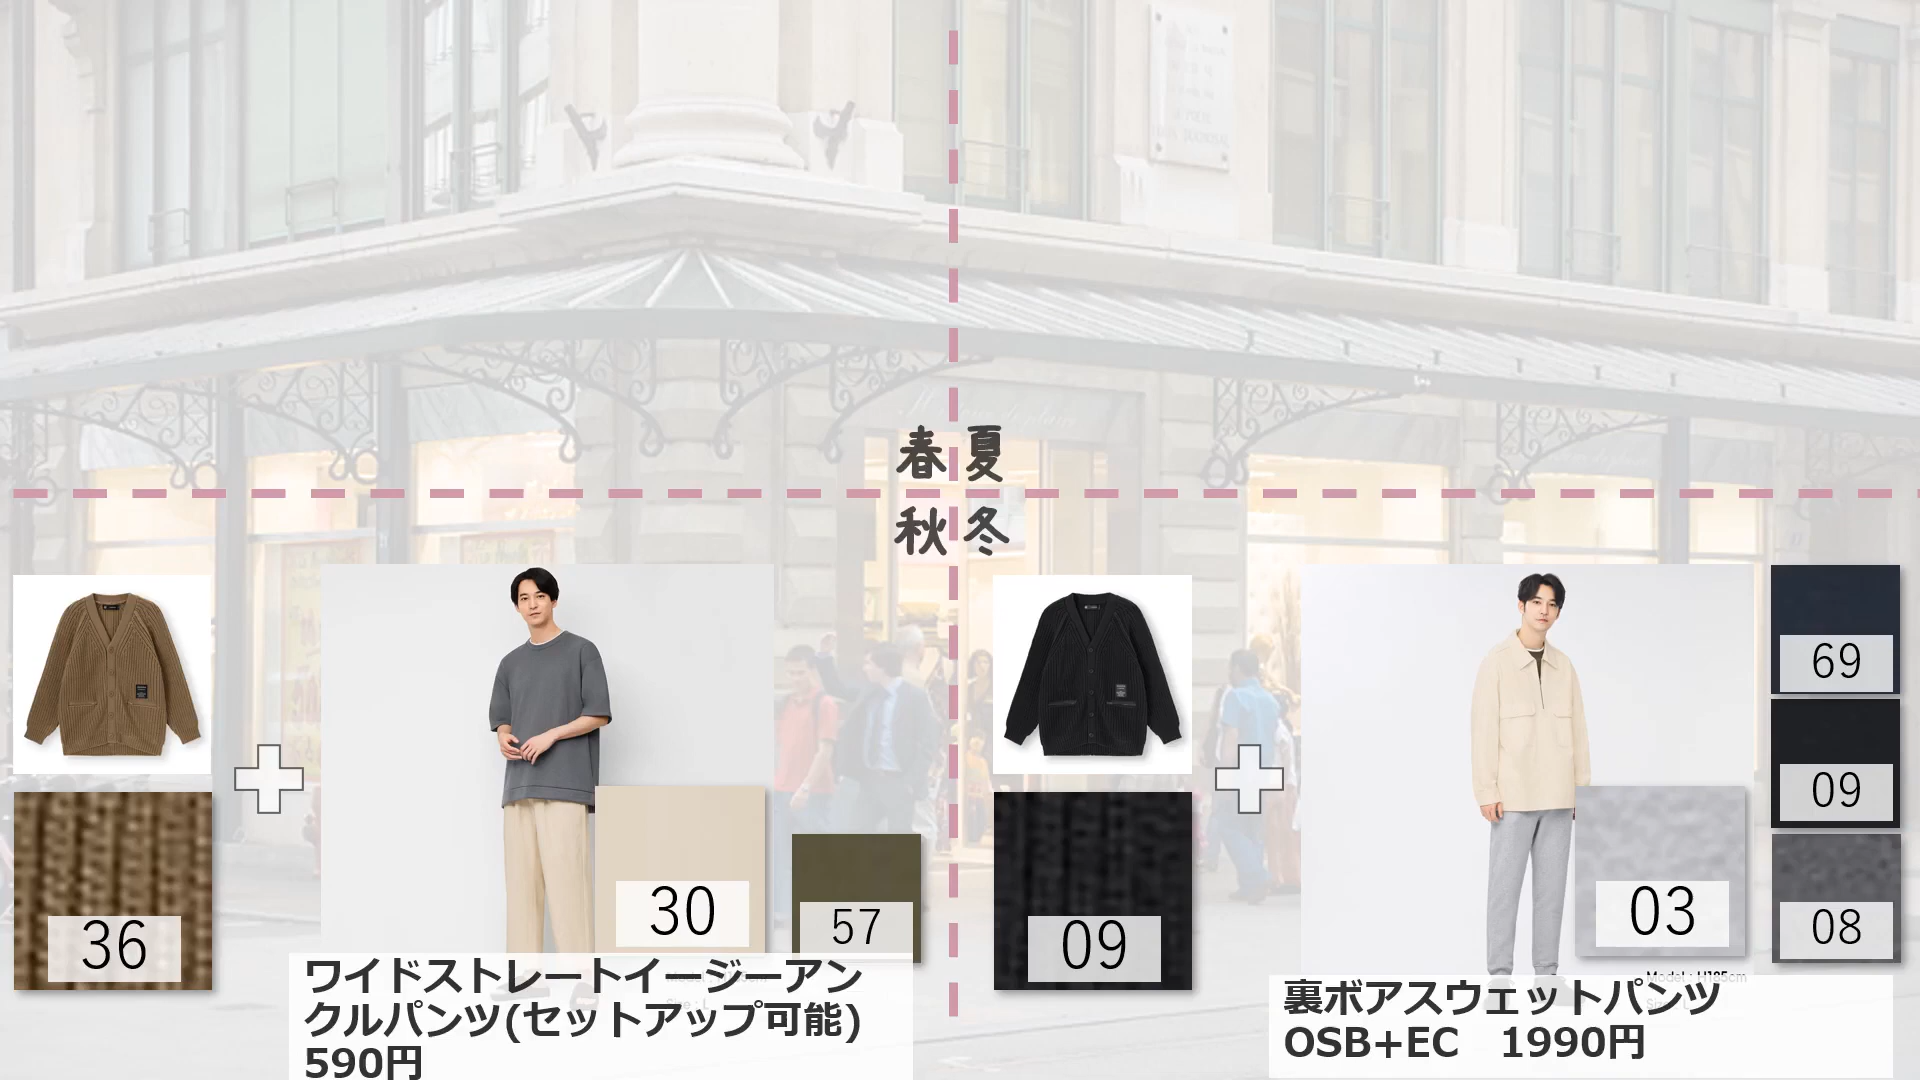 春 夏
秋 冬
36
30
57
ワイドストレートイージーアン
クルパンツ(セットアップ可能)
590円
09
03
69
09
08
Model : H185cm
裏ボアスウェットパンツ
OSB+EC　1990円